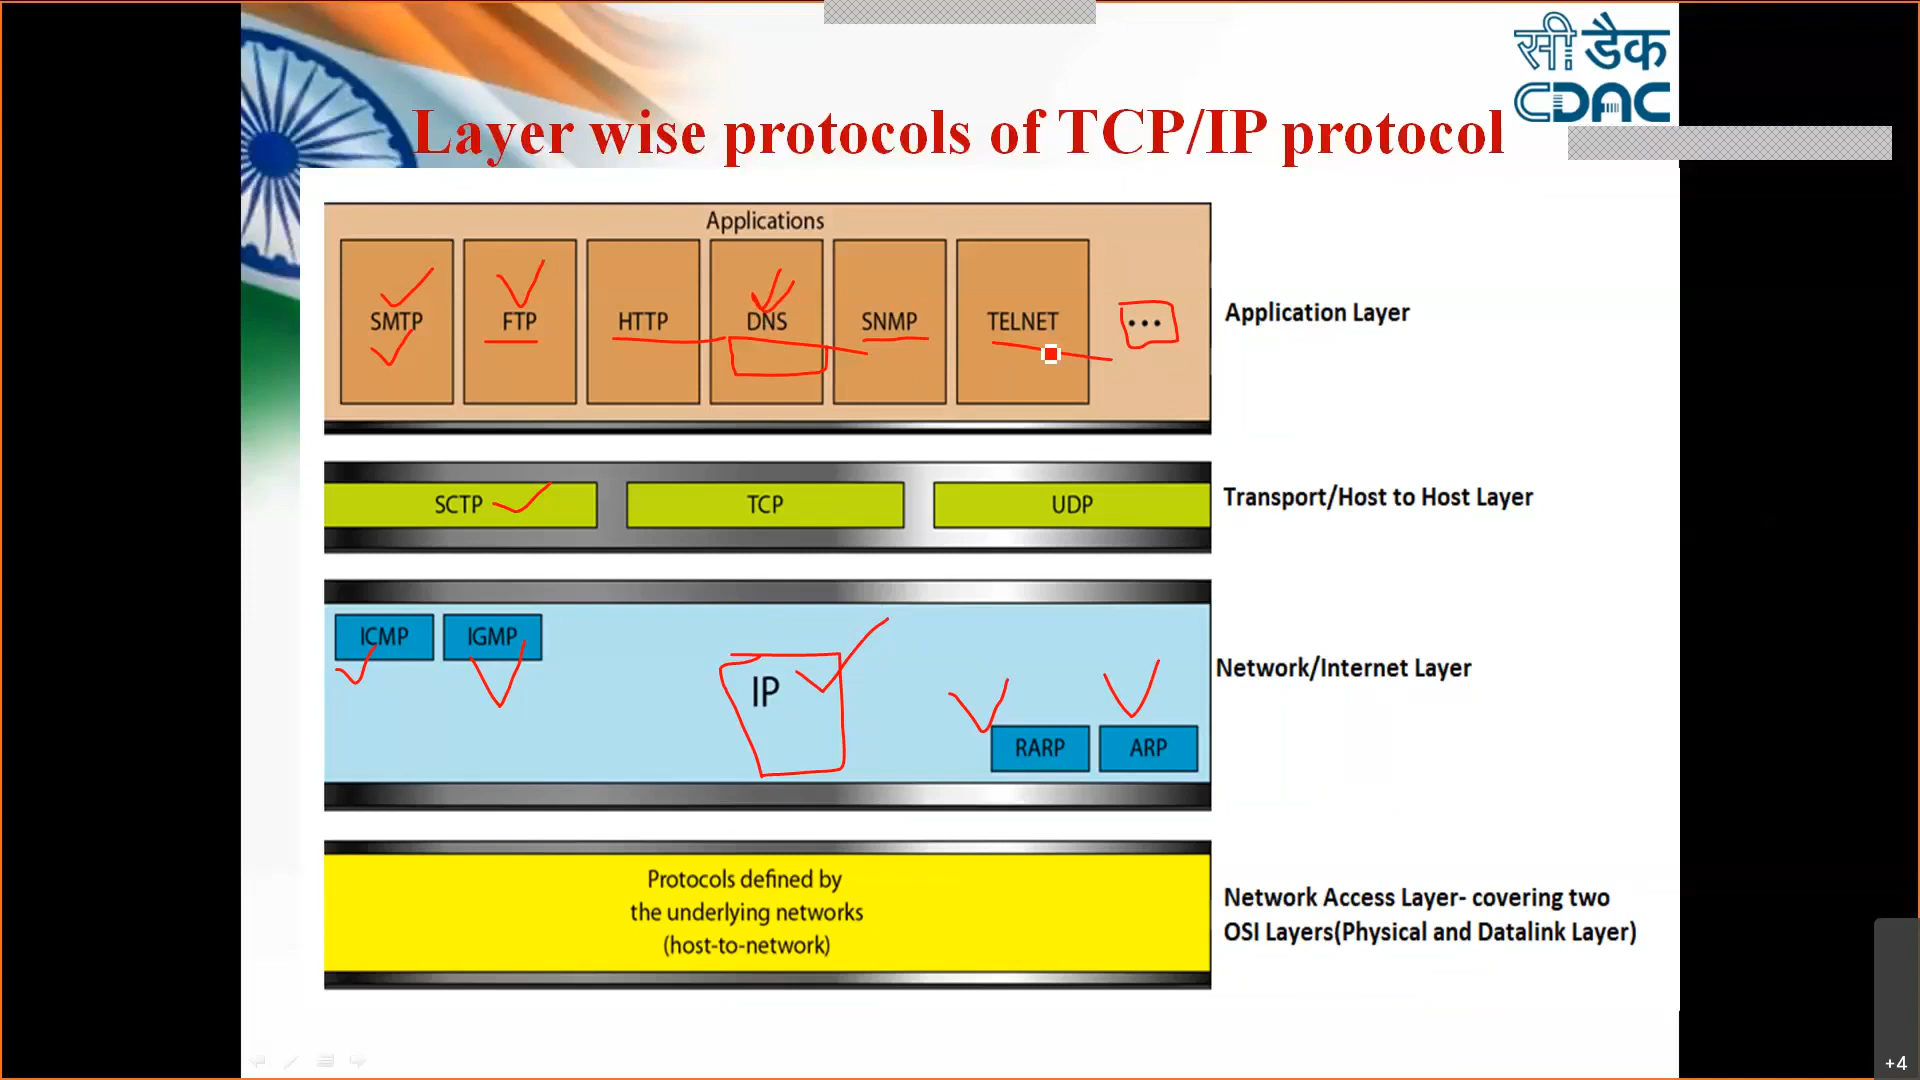 सी डैक
CDAC
Layer wise protocols of TCP/IP protocol
Applications
SMTP FTP HTTP DNS SNMP TELNET ...
Application Layer
SCTP TCP UDP
Transport/Host to Host Layer
ICMP IGMP
Network/Internet Layer
IP
RARP ARP
Protocols defined by
the underlying networks
(host-to-network)
Network Access Layer- covering two
OSI Layers(Physical and Datalink Layer)
+4